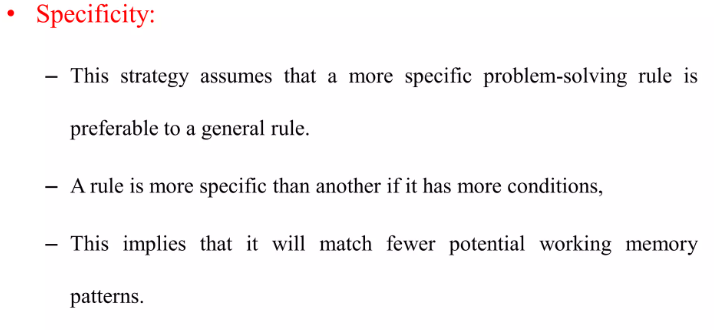 • Specificity:
– This strategy assumes that a more specific problem-solving rule is
preferable to a general rule.
– A rule is more specific than another if it has more conditions,
– This implies that it will match fewer potential working memory
patterns.